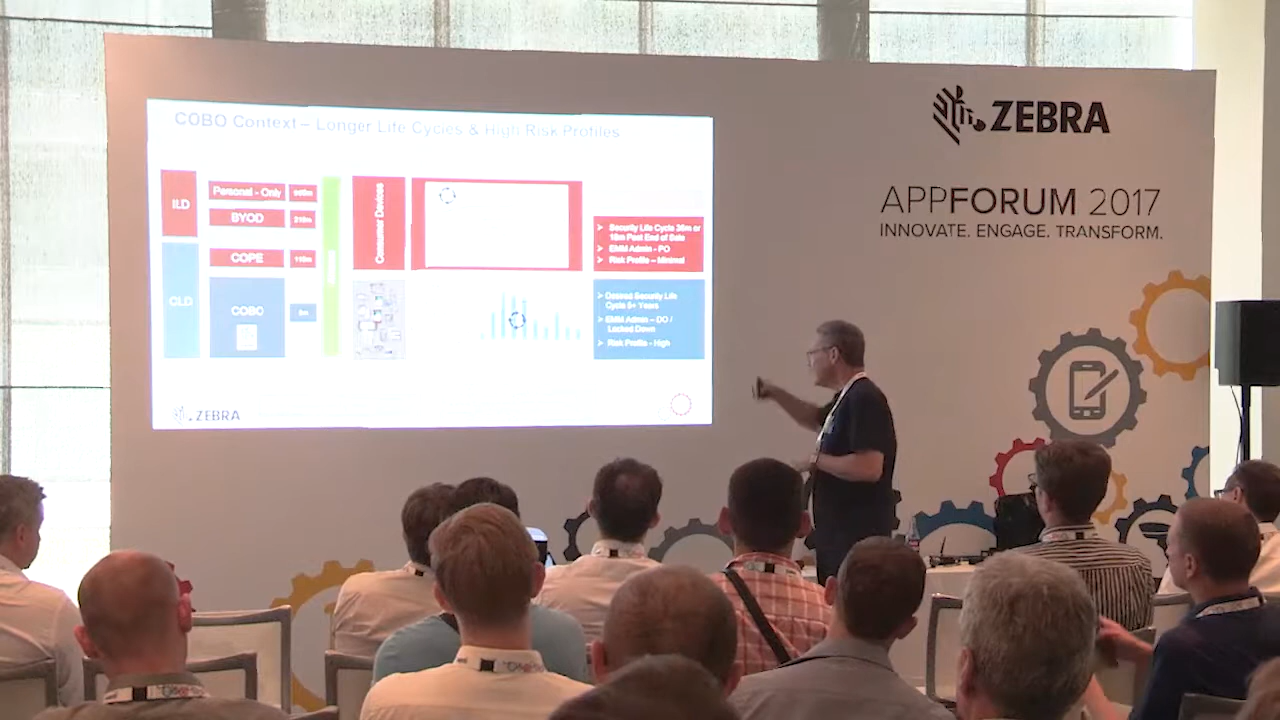 COBO Context – Longer Life Cycles & High Risk Profiles
ILD
Personal - Only
BYOD
COPE
CLD
COBO
Consumer Devices
Security Life Cycle 36m or
18m Post End of Sale
EMM Admin - PO
Risk Profile – Minimal
Desired Security Life
Cycle 5+ Years
EMM Admin – DO /
Locked Down
Risk Profile - High
ZEBRA
ZEBRA
APPFORUM 2017
INNOVATE. ENGAGE. TRANSFORM.